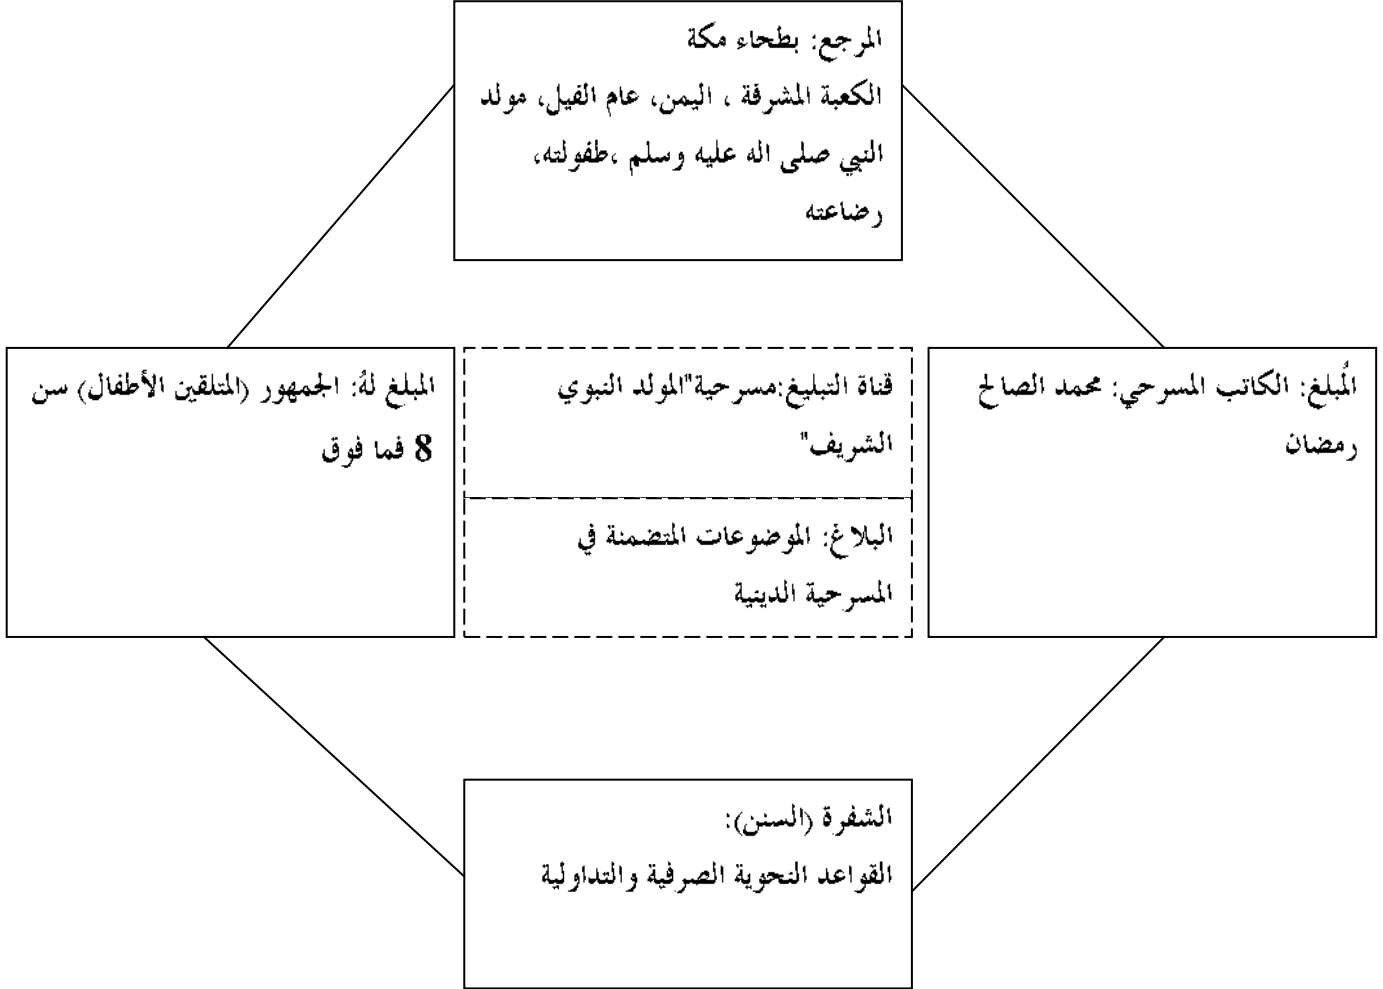 المرجع: بطحاء مكة
الكعبة المشرفة ، اليمن، عام الفيل، مولد
النبي صلى اله عليه وسلم ،طفولته،
رضاعته
المُبلغ: الكاتب المسرحي: محمد الصالح
رمضان
قناة التبليغ:مسرحية"المولد النبوي
الشريف"
البلاغ: الموضوعات المتضمنة في
المسرحية الدينية
المبلغ لهُ: الجمهور (المتلقين الأطفال) سن
8 فما فوق
الشفرة (السنن):
القواعد النحوية الصرفية والتداولية